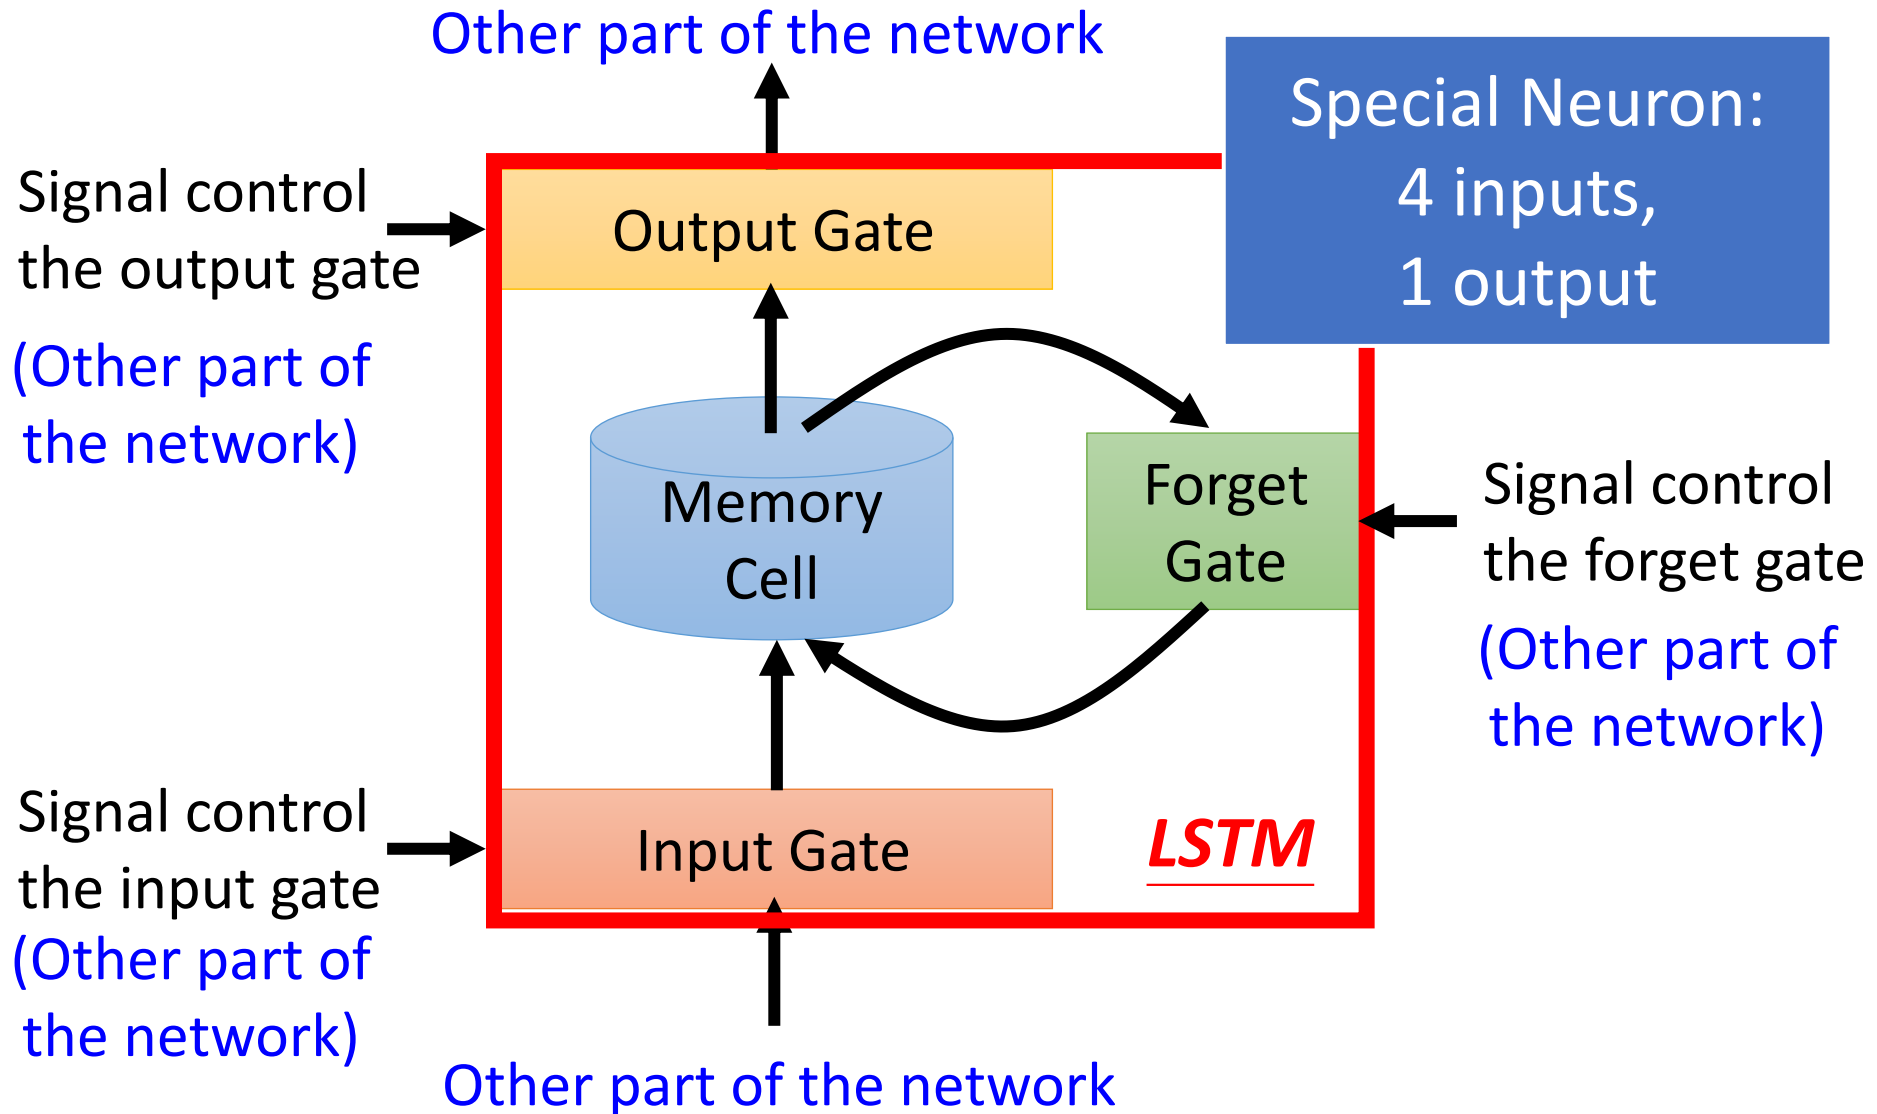 Other part of the network
Special Neuron:
4 inputs,
1 output
Signal control
the output gate
(Other part of
the network)
Output Gate
Memory
Cell
Forget
Gate
Signal control
the forget gate
(Other part of
the network)
Signal control
the input gate
(Other part of
the network)
Input Gate
LSTM
Other part of the network